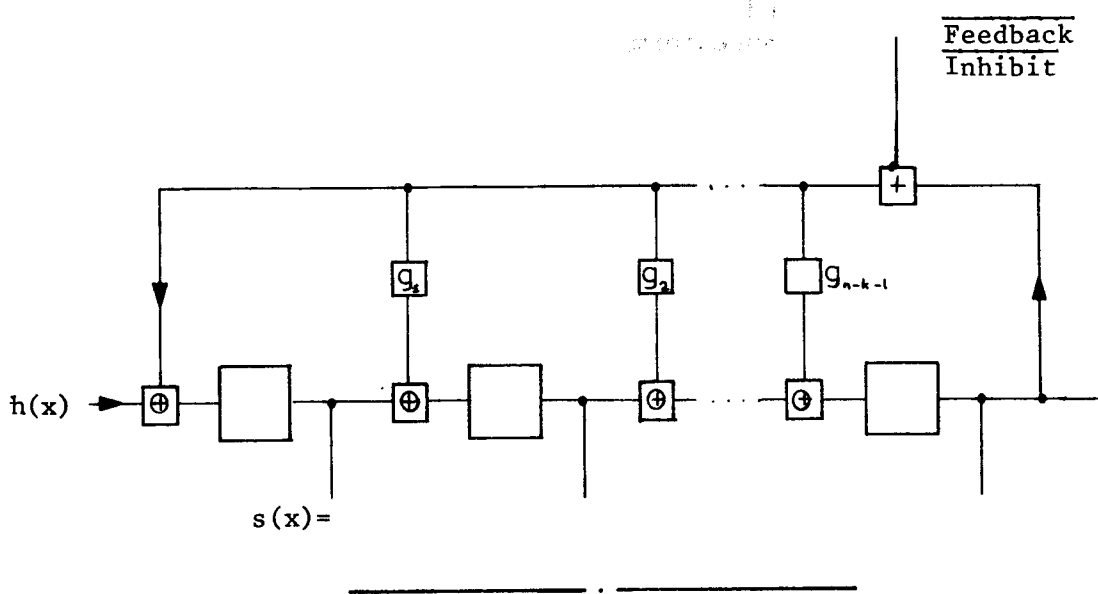 Feedback
Inhibit
· · ·
+
g₁
g₂
gₙ₋ₖ₋₁
h(x)
⊕
⊕
⊕
· · ·
⊕
s(x)=